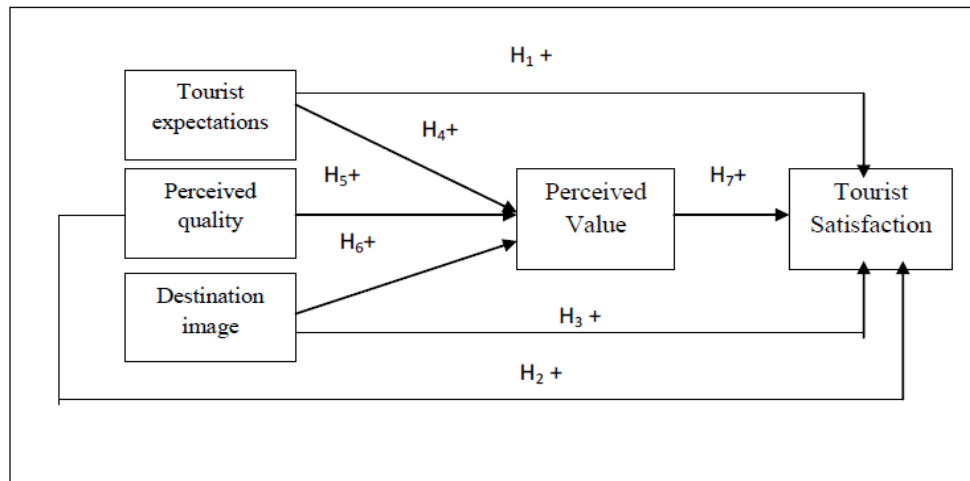 H₁ +
Tourist
expectations
H₄+
Perceived
quality
H₅+
H₆+
Perceived
Value
H₇+
Tourist
Satisfaction
Destination
image
H₃ +
H₂ +